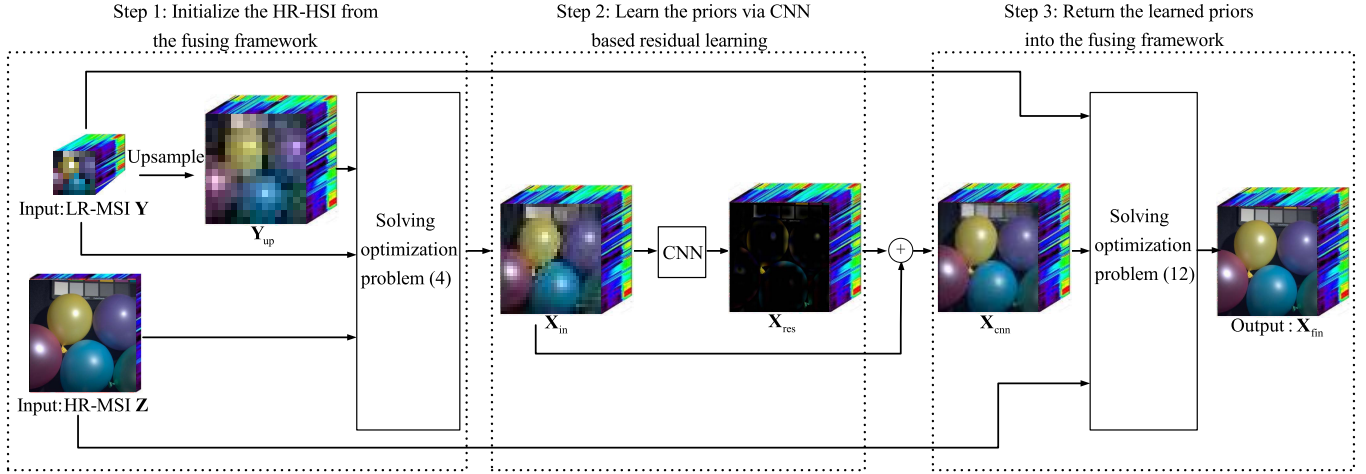 Step 1: Initialize the HR-HSI from
the fusing framework
Upsample
Input:LR-MSI Y
Yup
Input:HR-MSI Z
Solving
optimization
problem (4)
Step 2: Learn the priors via CNN
based residual learning
Xin
CNN
Xres
+
Step 3: Return the learned priors
into the fusing framework
Xcnn
Solving
optimization
problem (12)
Output : Xfin